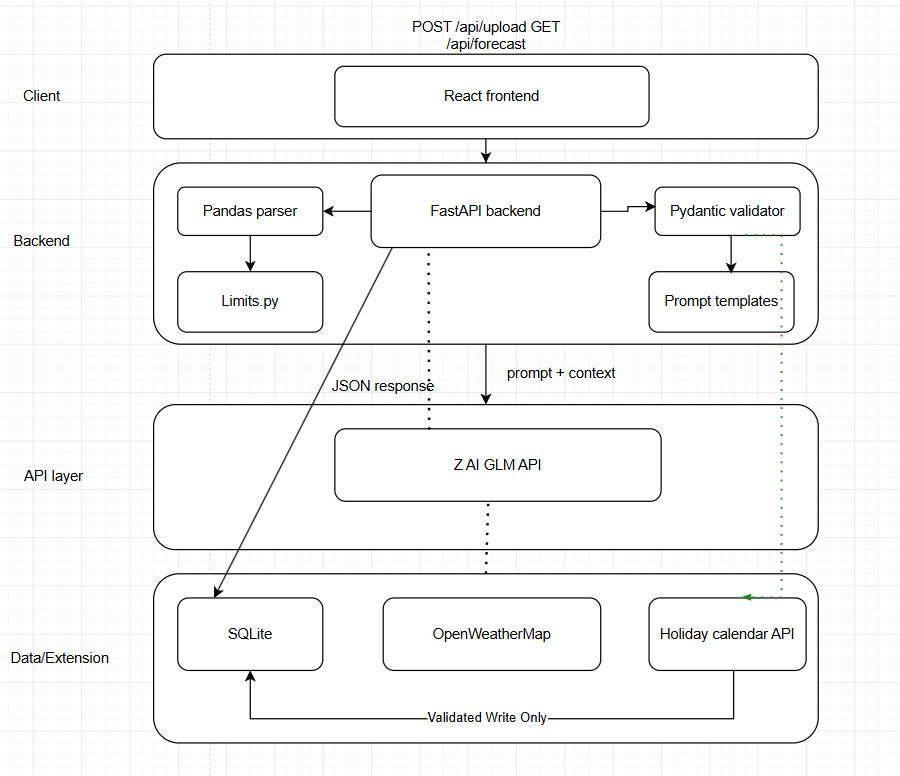 POST /api/upload GET
/api/forecast
Client
React frontend
Pandas parser
FastAPI backend
Pydantic validator
Backend
Limits.py
Prompt templates
prompt + context
JSON response
API layer
Z AI GLM API
SQLite
OpenWeatherMap
Holiday calendar API
Data/Extension
Validated Write Only